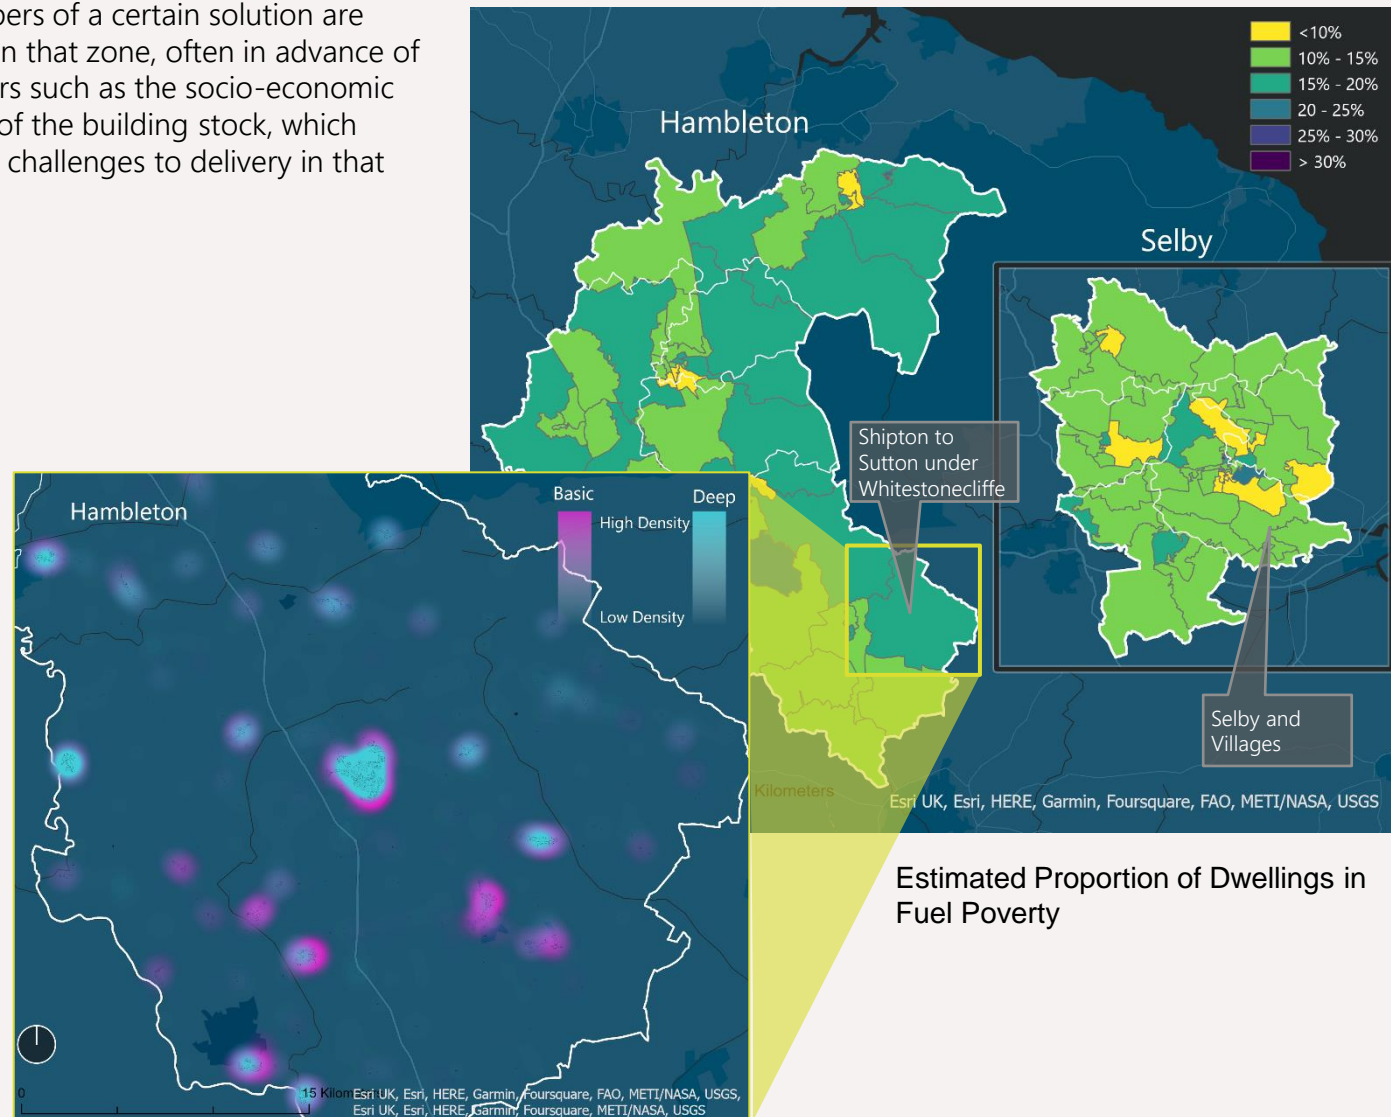 bers of a certain solution are
n that zone, often in advance of
rs such as the socio-economic
of the building stock, which
challenges to delivery in that
<10%
10% - 15%
15% - 20%
20 - 25%
25% - 30%
> 30%
Hambleton
Selby
Shipton to
Sutton under
Whitestonecliffe
Selby and
Villages
Kilometers
Esri UK, Esri, HERE, Garmin, Foursquare, FAO, METI/NASA, USGS
Hambleton
Basic
Deep
High Density
Low Density
0
15 Kilom
Esri UK, Esri, HERE, Garmin, Foursquare, FAO, METI/NASA, USGS,
Esri UK, Esri, HERE, Garmin, Foursquare, METI/NASA, USGS
Estimated Proportion of Dwellings in
Fuel Poverty